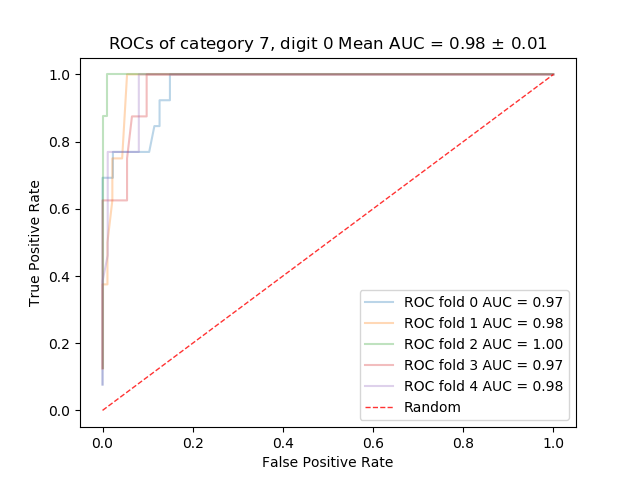 ROCs of category 7, digit 0 Mean AUC = 0.98 ± 0.01
True Positive Rate
1.0
0.8
0.6
0.4
0.2
0.0
ROC fold 0 AUC = 0.97
ROC fold 1 AUC = 0.98
ROC fold 2 AUC = 1.00
ROC fold 3 AUC = 0.97
ROC fold 4 AUC = 0.98
Random
0.0 0.2 0.4 0.6 0.8 1.0
False Positive Rate